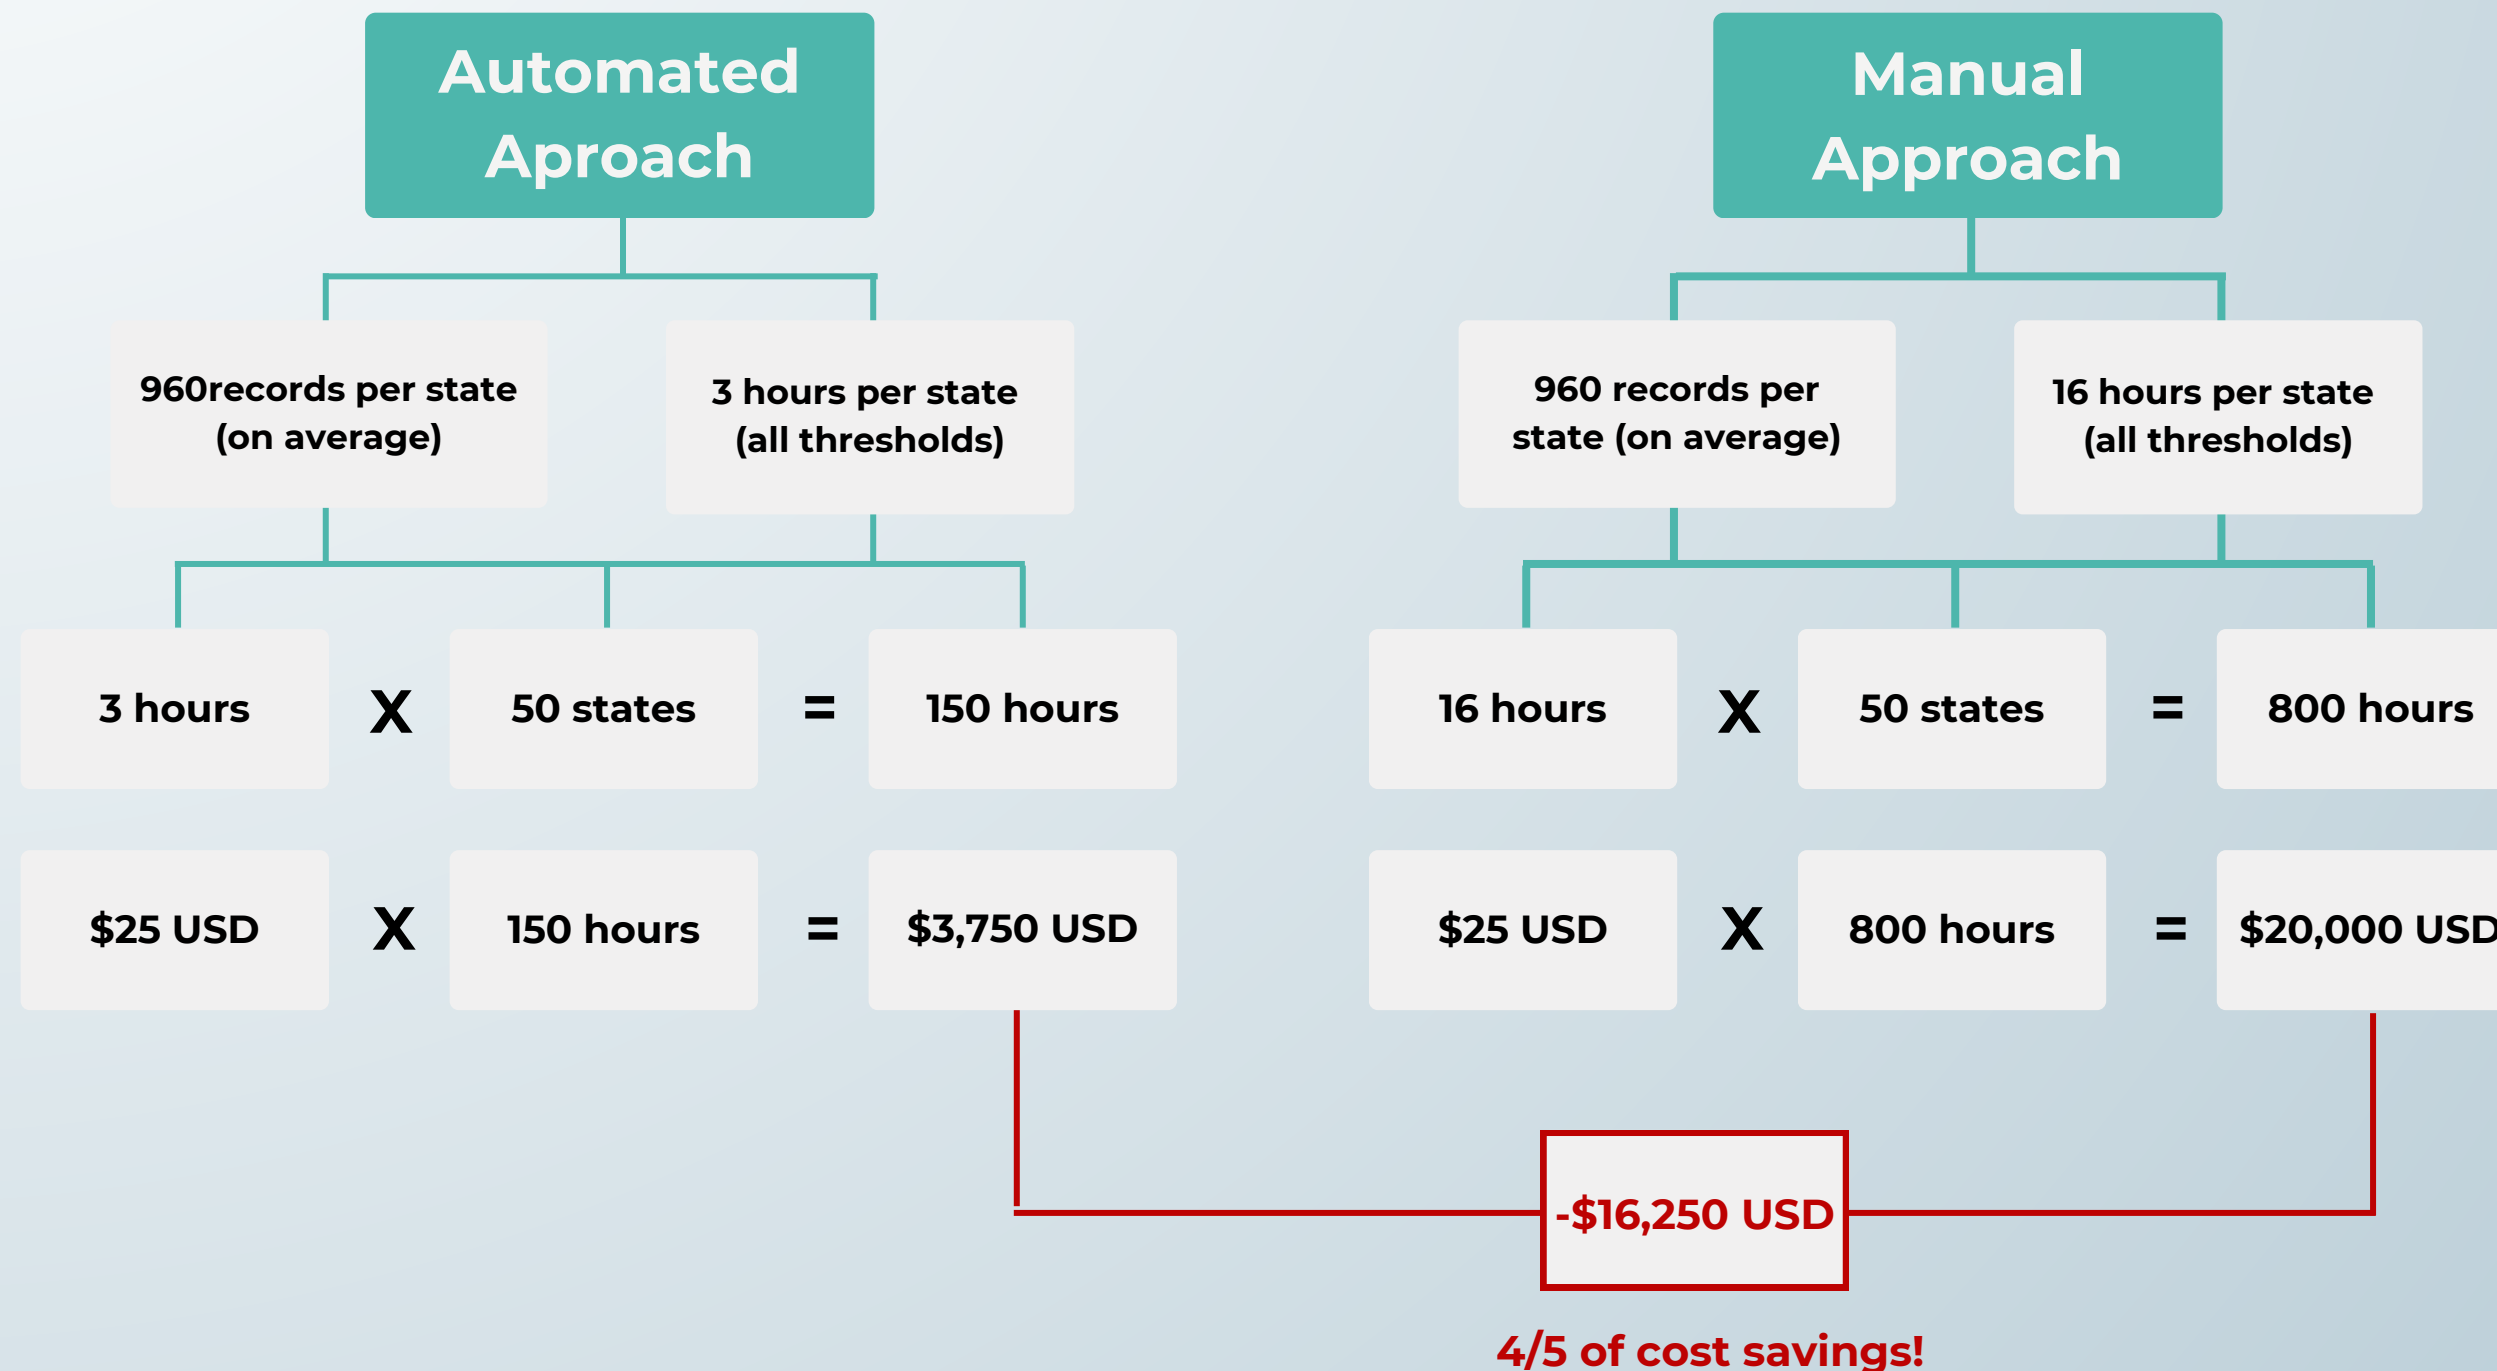 Automated
Aproach
960records per state
(on average)
3 hours per state
(all thresholds)
3 hours
X
50 states
=
150 hours
$25 USD
X
150 hours
=
$3,750 USD
Manual
Approach
960 records per
state (on average)
16 hours per state
(all thresholds)
16 hours
X
50 states
=
800 hours
$25 USD
X
800 hours
=
$20,000 USD
-$16,250 USD
4/5 of cost savings!